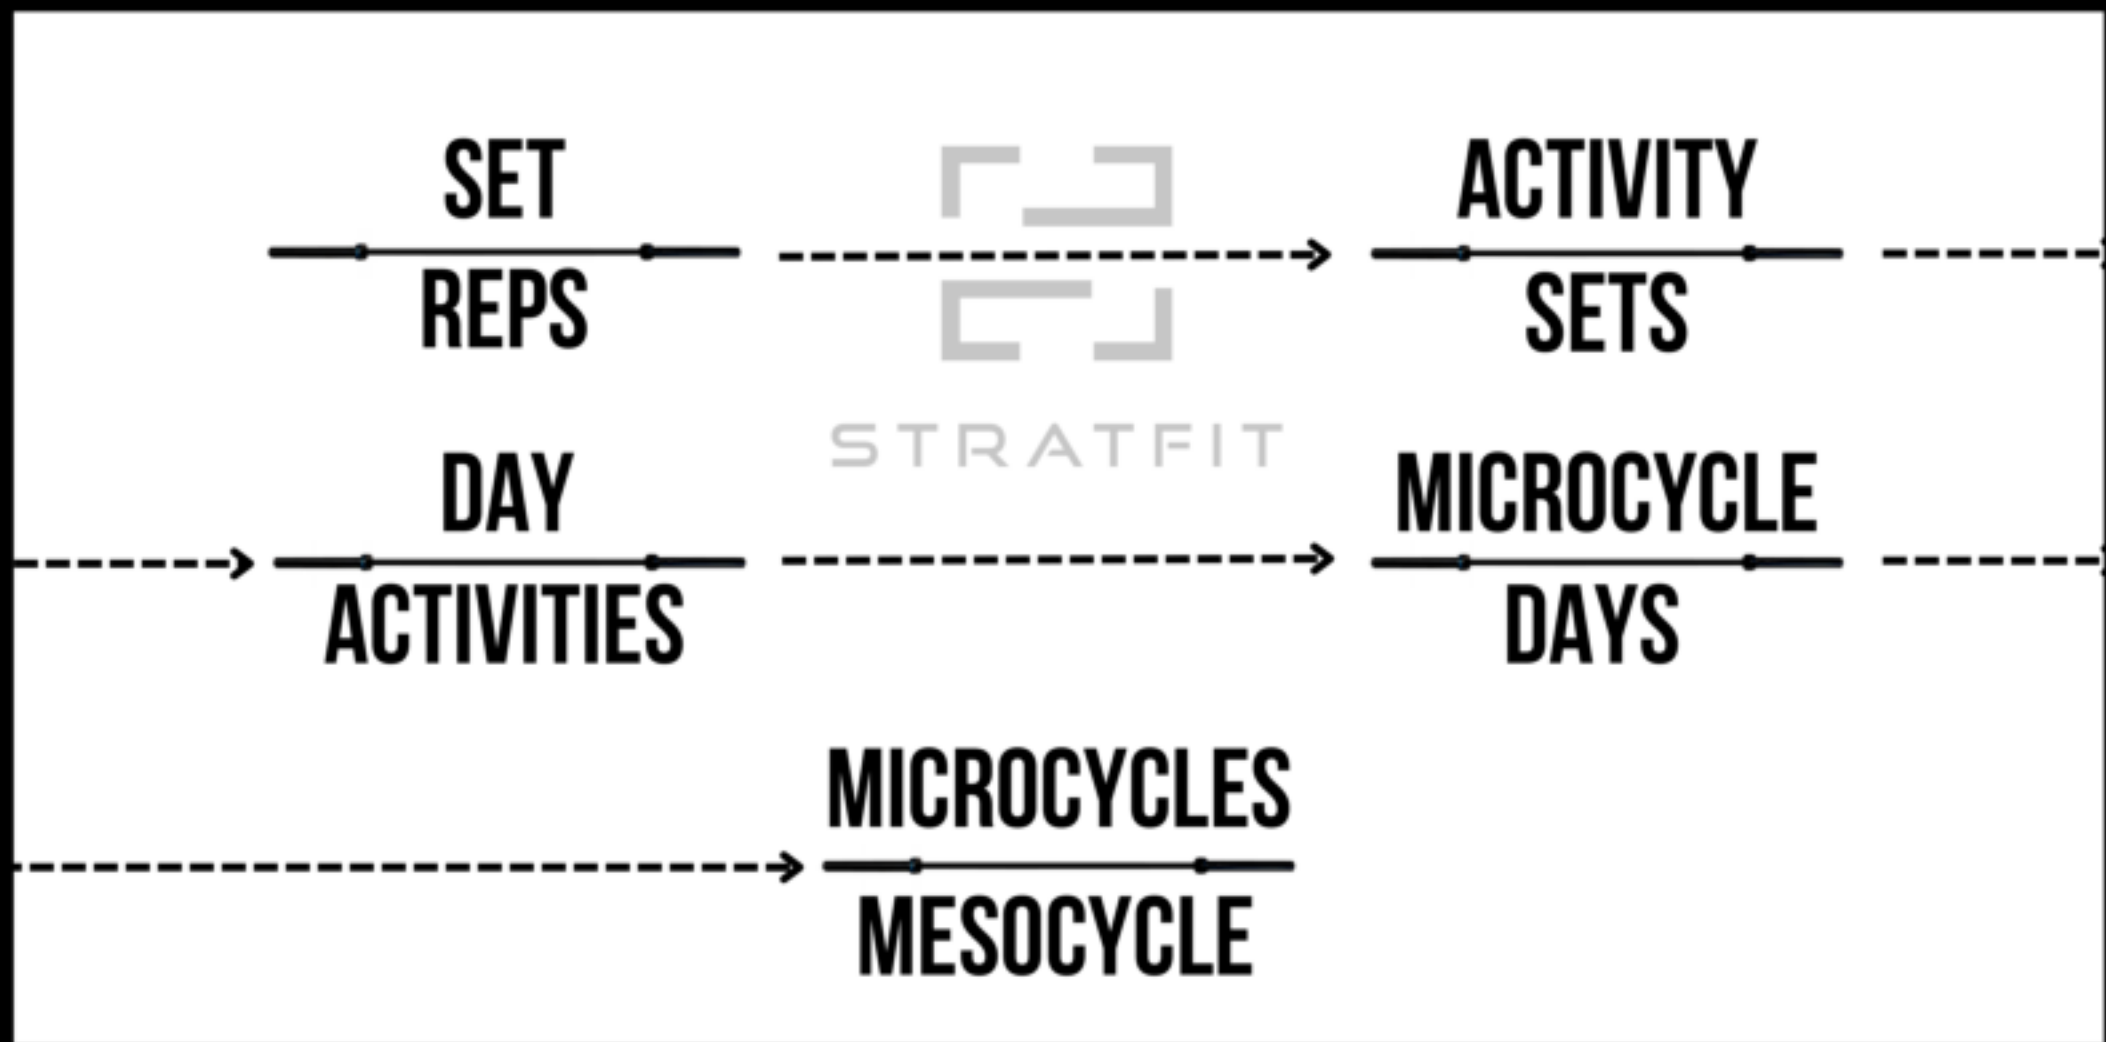 SET
REPS
ACTIVITY
SETS
STRATFIT
DAY
ACTIVITIES
MICROCYCLE
DAYS
MICROCYCLES
MESOCYCLE